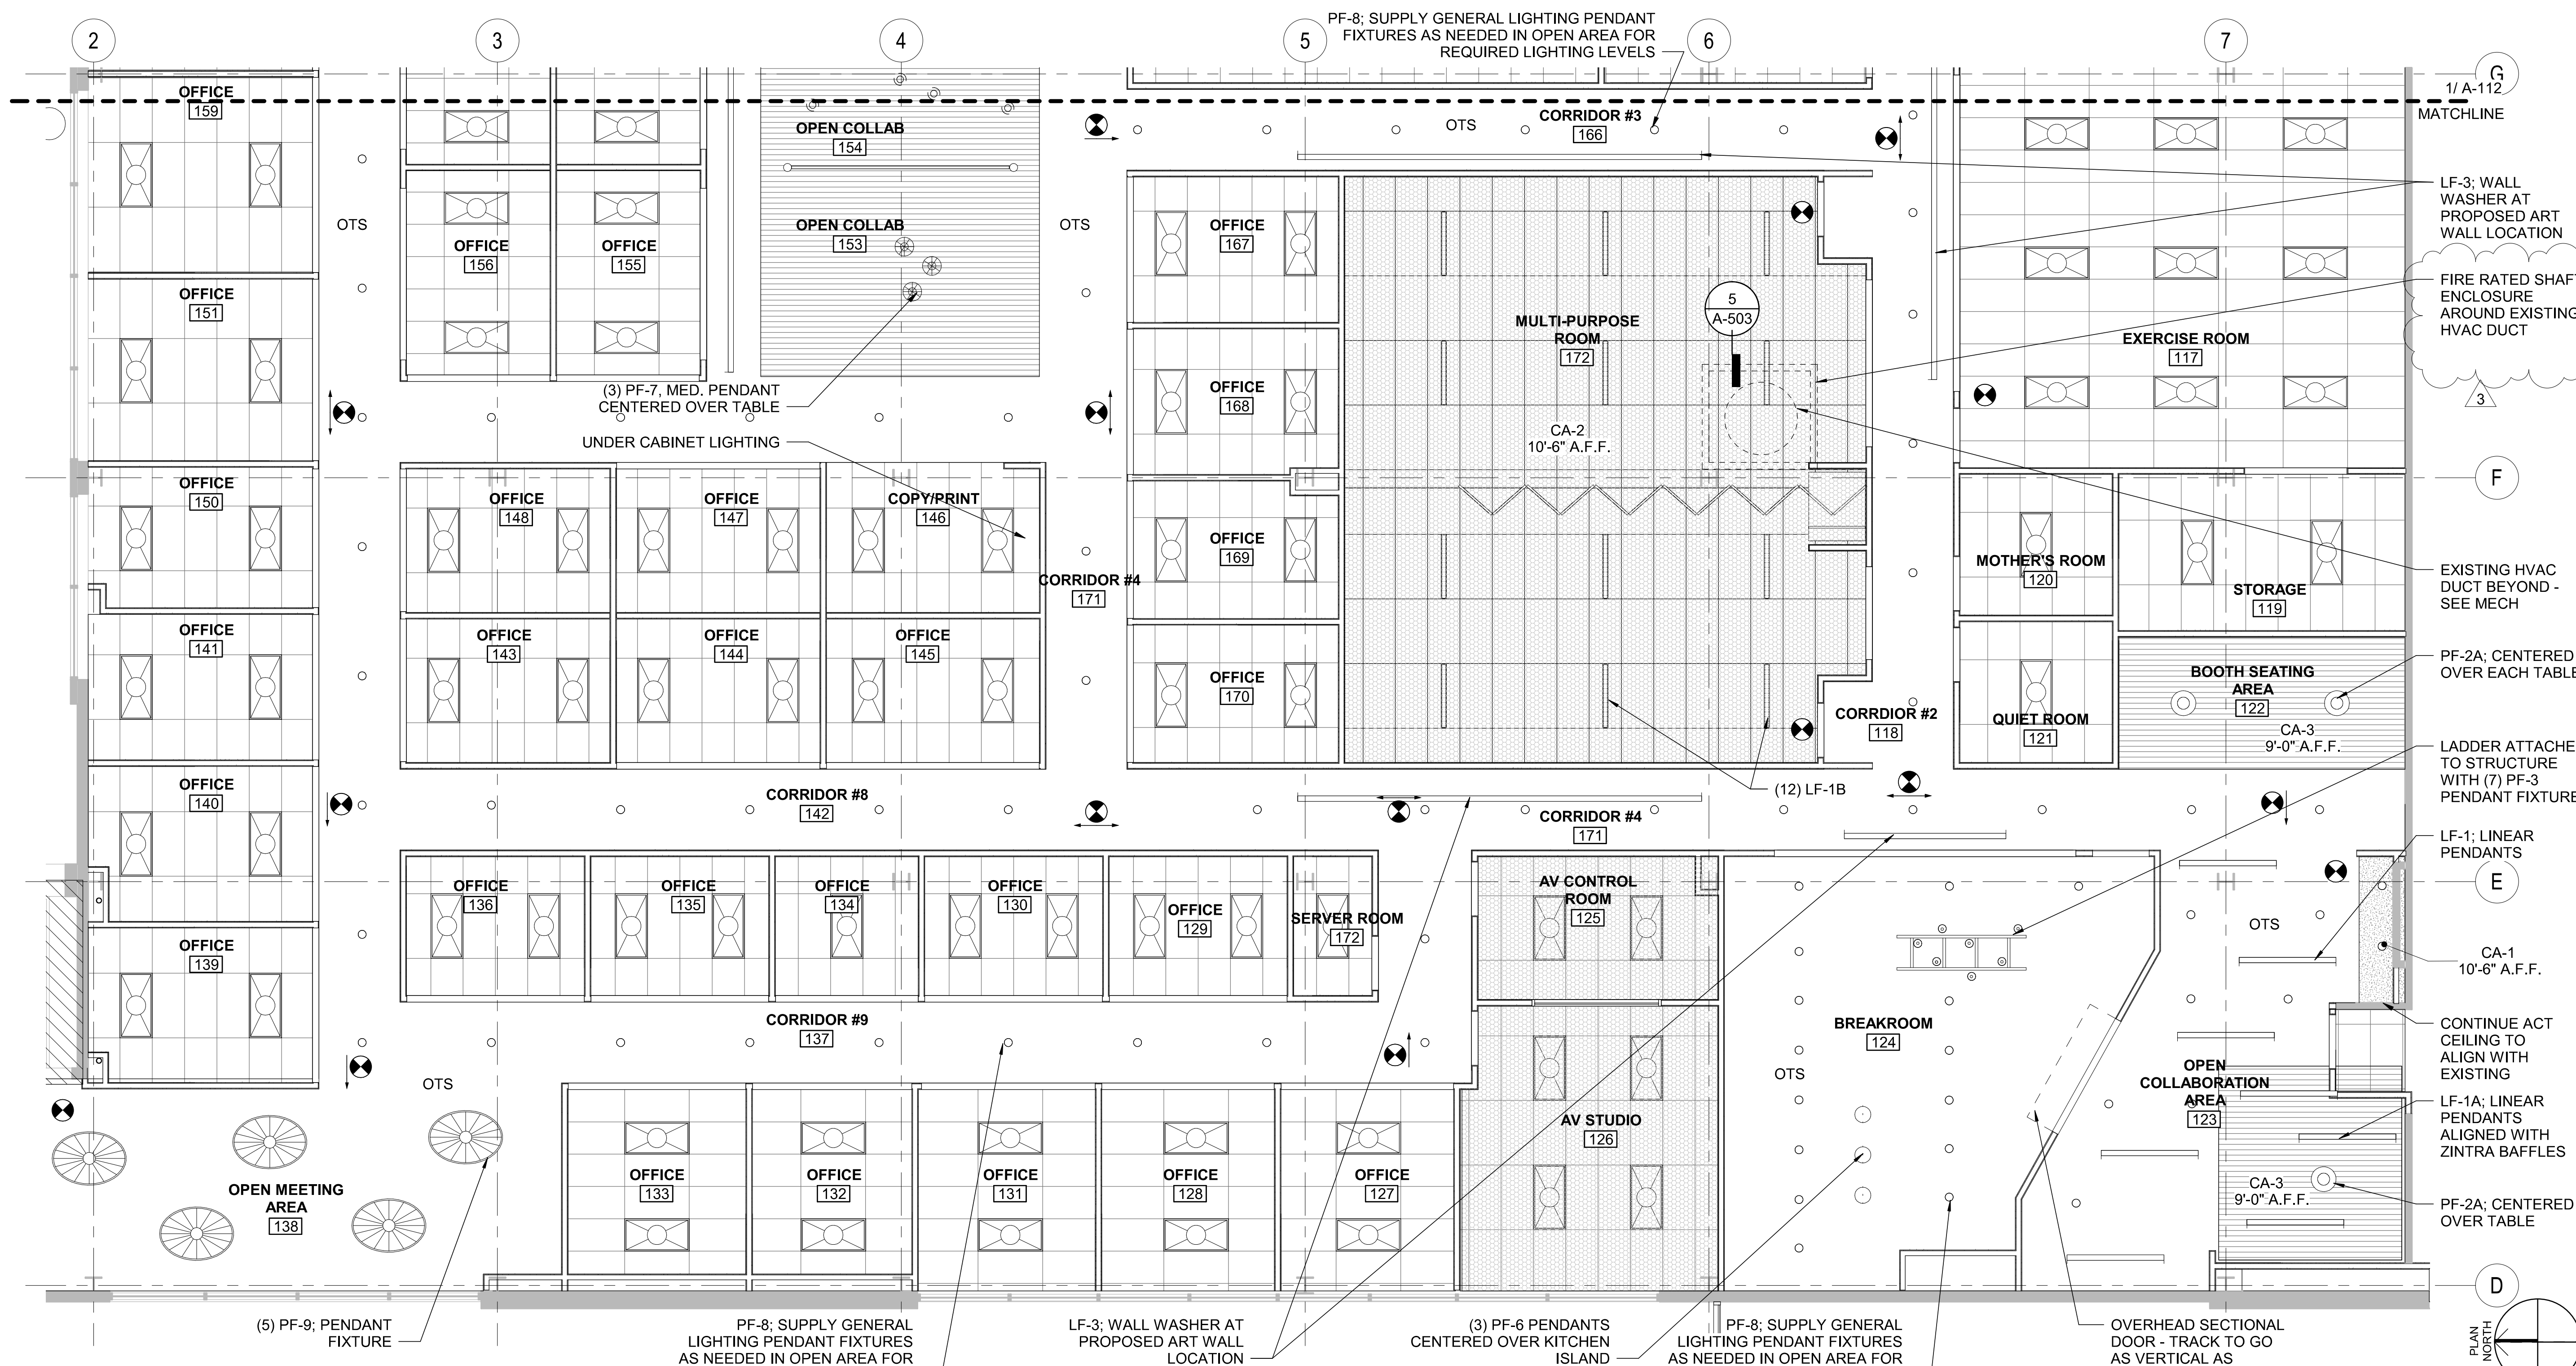 2
3
4
5
6
7
PF-8; SUPPLY GENERAL LIGHTING PENDANT
FIXTURES AS NEEDED IN OPEN AREA FOR
REQUIRED LIGHTING LEVELS
G
1/ A-112
MATCHLINE
OFFICE
159
OPEN COLLAB
154
OTS
CORRIDOR #3
166
LF-3; WALL
WASHER AT
PROPOSED ART
WALL LOCATION
OTS
OFFICE
156
OFFICE
155
OPEN COLLAB
153
OTS
OFFICE
167
FIRE RATED SHAFT
ENCLOSURE
AROUND EXISTING
HVAC DUCT
3
OFFICE
151
5
A-503
MULTI-PURPOSE
ROOM
172
EXERCISE ROOM
117
(3) PF-7, MED. PENDANT
CENTERED OVER TABLE
OFFICE
168
UNDER CABINET LIGHTING
CA-2
10'-6" A.F.F.
F
OFFICE
150
OFFICE
148
OFFICE
147
COPY/PRINT
146
OFFICE
169
MOTHER'S ROOM
120
STORAGE
119
EXISTING HVAC
DUCT BEYOND -
SEE MECH
CORRIDOR #4
171
OFFICE
141
OFFICE
143
OFFICE
144
OFFICE
145
OFFICE
170
CORRDIOR #2
118
QUIET ROOM
121
BOOTH SEATING
AREA
122
CA-3
9'-0" A.F.F.
PF-2A; CENTERED
OVER EACH TABLE
LADDER ATTACHE
TO STRUCTURE
WITH (7) PF-3
PENDANT FIXTURE
OFFICE
140
CORRIDOR #8
142
(12) LF-1B
CORRIDOR #4
171
LF-1; LINEAR
PENDANTS
E
OFFICE
136
OFFICE
135
OFFICE
134
OFFICE
130
OFFICE
129
SERVER ROOM
172
AV CONTROL
ROOM
125
OTS
OFFICE
139
CA-1
10'-6" A.F.F.
CORRIDOR #9
137
BREAKROOM
124
CONTINUE ACT
CEILING TO
ALIGN WITH
EXISTING
OTS
OTS
OPEN
COLLABORATION
AREA
123
LF-1A; LINEAR
PENDANTS
ALIGNED WITH
ZINTRA BAFFLES
AV STUDIO
126
OPEN MEETING
AREA
138
OFFICE
133
OFFICE
132
OFFICE
131
OFFICE
128
OFFICE
127
CA-3
9'-0" A.F.F.
PF-2A; CENTERED
OVER TABLE
D
(5) PF-9; PENDANT
FIXTURE
PF-8; SUPPLY GENERAL
LIGHTING PENDANT FIXTURES
AS NEEDED IN OPEN AREA FOR
LF-3; WALL WASHER AT
PROPOSED ART WALL
LOCATION
(3) PF-6 PENDANTS
CENTERED OVER KITCHEN
ISLAND
PF-8; SUPPLY GENERAL
LIGHTING PENDANT FIXTURES
AS NEEDED IN OPEN AREA FOR
OVERHEAD SECTIONAL
DOOR - TRACK TO GO
AS VERTICAL AS
PLAN
NORTH